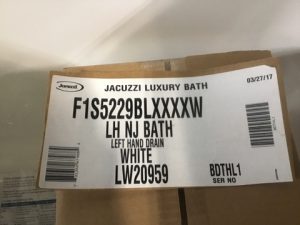 Jacuzzi
JACUZZI LUXURY BATH
03/27/17
F1S5229BLXXXXW
LH NJ BATH
LEFT HAND DRAIN
WHITE
LW20959
BDTHL1
SER NO